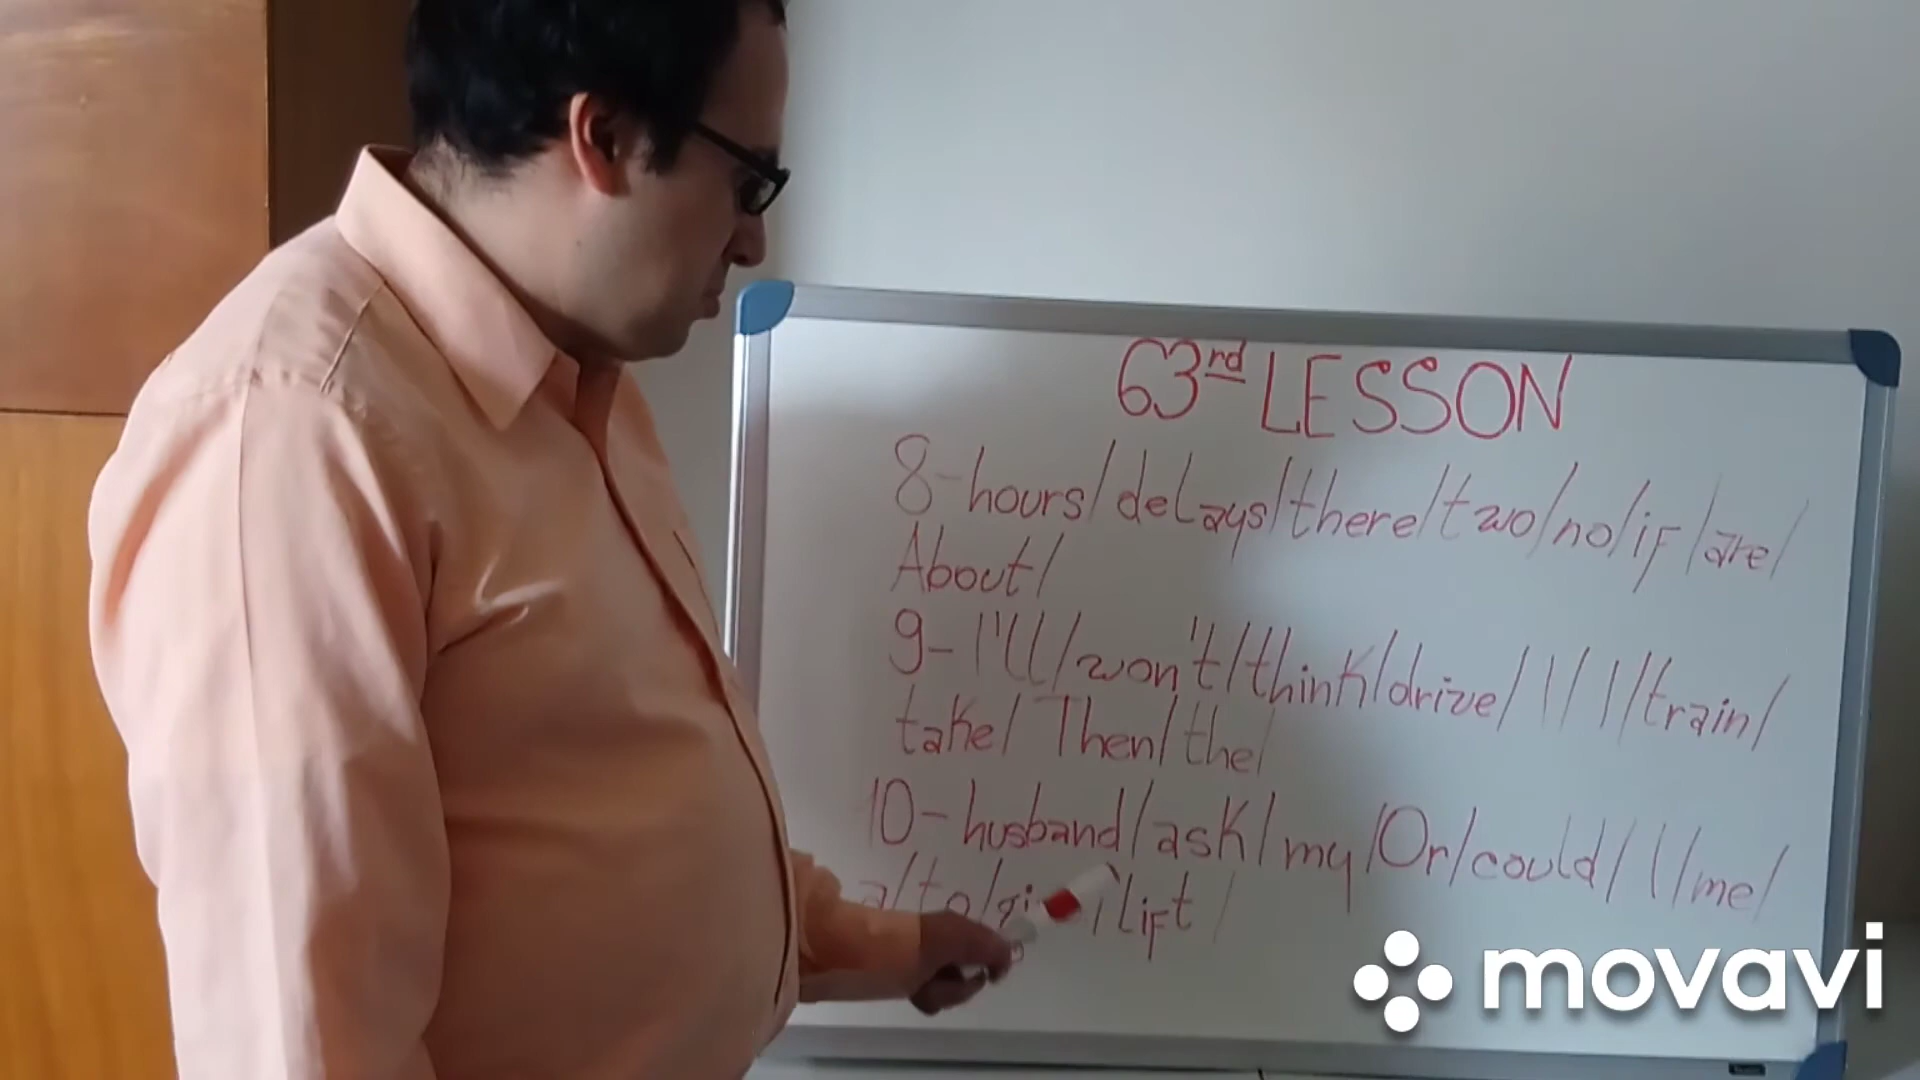 63rd LESSON
8-hours/delays/there/two/no/if/are/
About/
9-I'll/won't/think/drive/I/I/train/
take/Then/the/
10-husband/ask/my/Or/could/I/me/
a/to/ /lift/
movavi